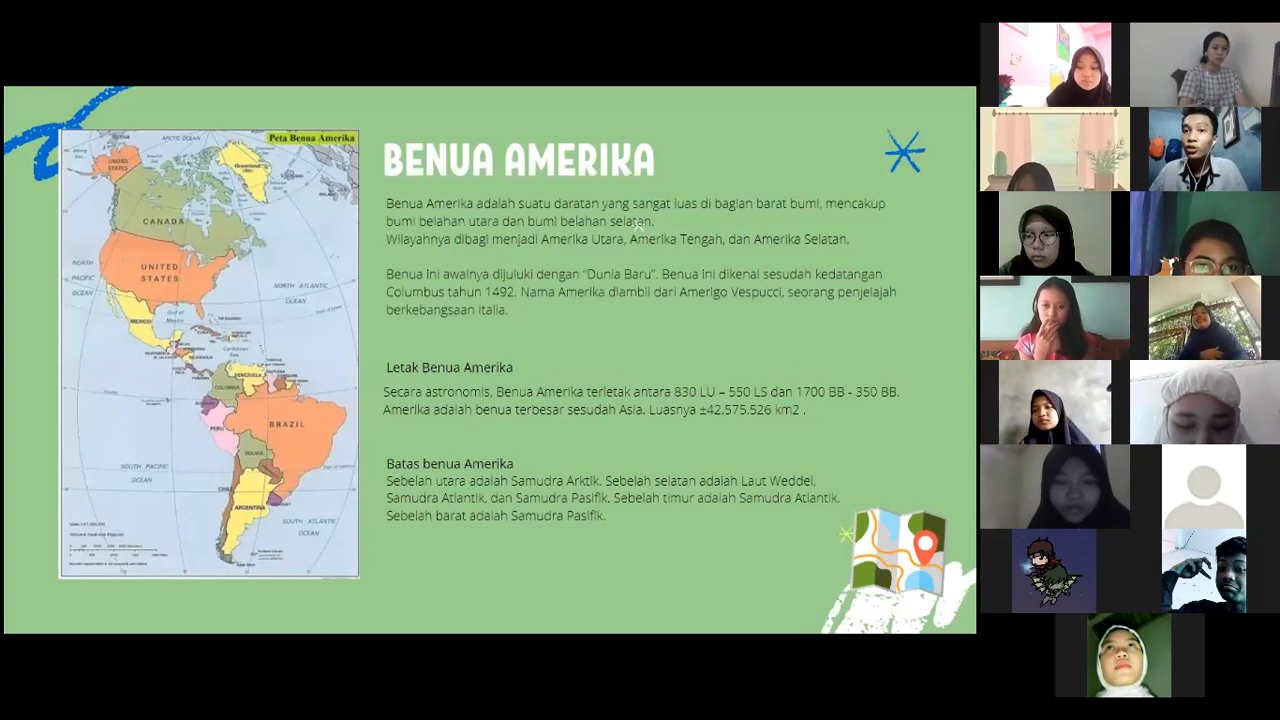 Peta Benua Amerika
ARCTIC OCEAN
UNITED
STATES
Greenland
CANADA
NORTH
PACIFIC
OCEAN
UNITED
STATES
NORTH ATLANTIC
OCEAN
MEXICO
Gulf of
Mexico
Caribbean
Sea
VENEZUELA
COLOMBIA
PERU
BRAZIL
BOLIVIA
SOUTH PACIFIC
OCEAN
CHILE
ARGENTINA
SOUTH ATLANTIC
OCEAN
BENUA AMERIKA
Benua Amerika adalah suatu daratan yang sangat luas di bagian barat bumi, mencakup
bumi belahan utara dan bumi belahan selatan.
Wilayahnya dibagi menjadi Amerika Utara, Amerika Tengah, dan Amerika Selatan.
Benua ini awalnya dijuluki dengan “Dunia Baru”. Benua ini dikenal sesudah kedatangan
Columbus tahun 1492. Nama Amerika diambil dari Amerigo Vespucci, seorang penjelajah
berkebangsaan Italia.
Letak Benua Amerika
Secara astronomis, Benua Amerika terletak antara 830 LU – 550 LS dan 1700 BB - 350 BB.
Amerika adalah benua terbesar sesudah Asia. Luasnya ±42.575.526 km2 .
Batas benua Amerika
Sebelah utara adalah Samudra Arktik. Sebelah selatan adalah Laut Weddel,
Samudra Atlantik, dan Samudra Pasifik. Sebelah timur adalah Samudra Atlantik.
Sebelah barat adalah Samudra Pasifik.